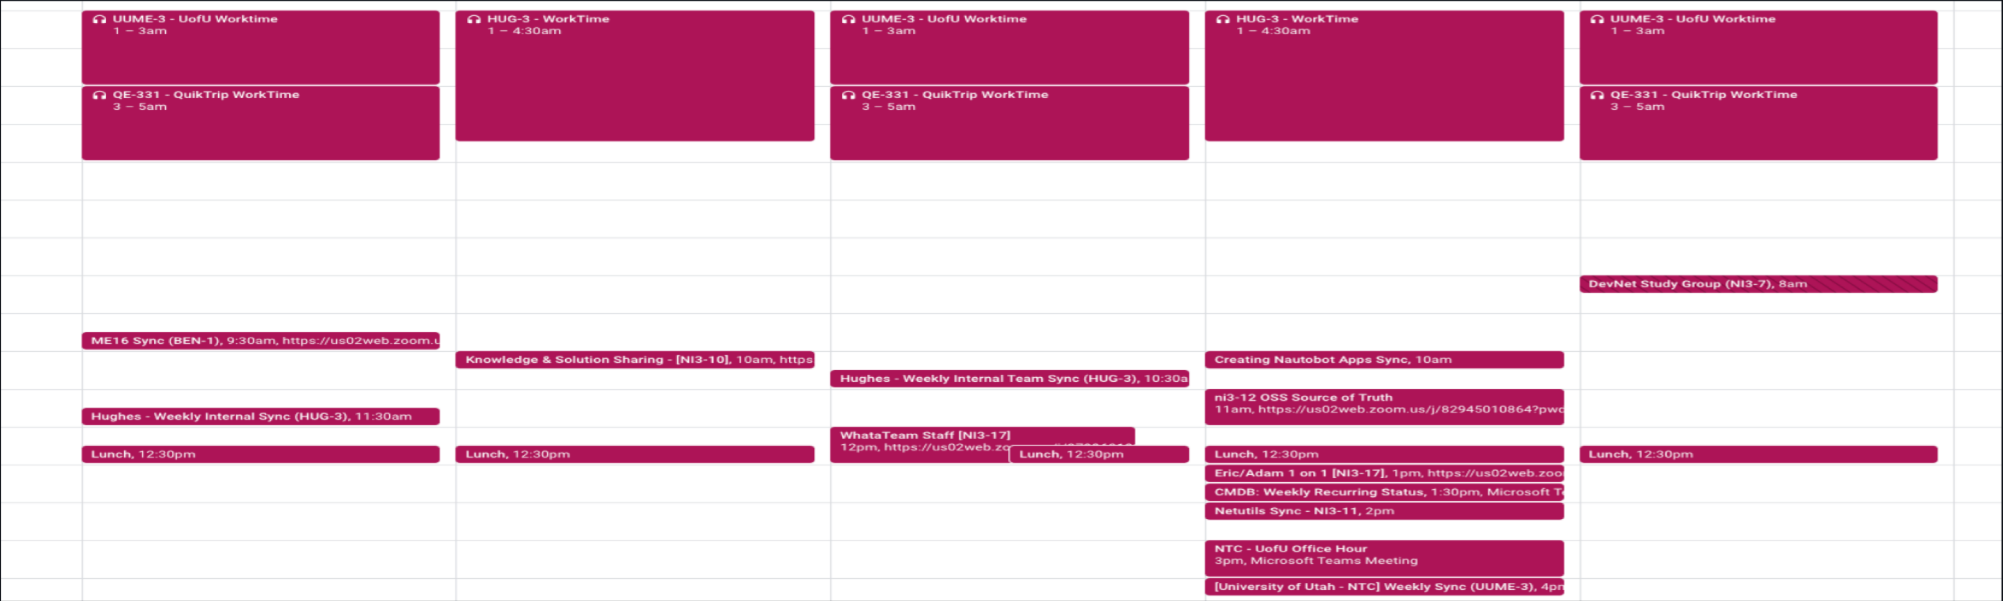 UUME-3 - UofU Worktime
1 – 3am
QE-331 - QuikTrip WorkTime
3 – 5am
ME16 Sync (BEN-1), 9:30am, https://us02web.zoom.u
Hughes - Weekly Internal Sync (HUG-3), 11:30am
Lunch, 12:30pm
HUG-3 - WorkTime
1 – 4:30am
Knowledge & Solution Sharing - [NI3-10], 10am, https
Lunch, 12:30pm
UUME-3 - UofU Worktime
1 – 3am
QE-331 - QuikTrip WorkTime
3 – 5am
Hughes - Weekly Internal Team Sync (HUG-3), 10:30a
WhataTeam Staff [NI3-17]
12pm, https://us02web.zo
Lunch, 12:30pm
HUG-3 - WorkTime
1 – 4:30am
Creating Nautobot Apps Sync, 10am
ni3-12 OSS Source of Truth
11am, https://us02web.zoom.us/j/82945010864?pwd
Lunch, 12:30pm
Eric/Adam 1 on 1 [NI3-17], 1pm, https://us02web.zoo
CMDB: Weekly Recurring Status, 1:30pm, Microsoft Te
Netutils Sync - NI3-11, 2pm
NTC - UofU Office Hour
3pm, Microsoft Teams Meeting
[University of Utah - NTC] Weekly Sync (UUME-3), 4pm
UUME-3 - UofU Worktime
1 – 3am
QE-331 - QuikTrip WorkTime
3 – 5am
DevNet Study Group (NI3-7), 8am
Lunch, 12:30pm